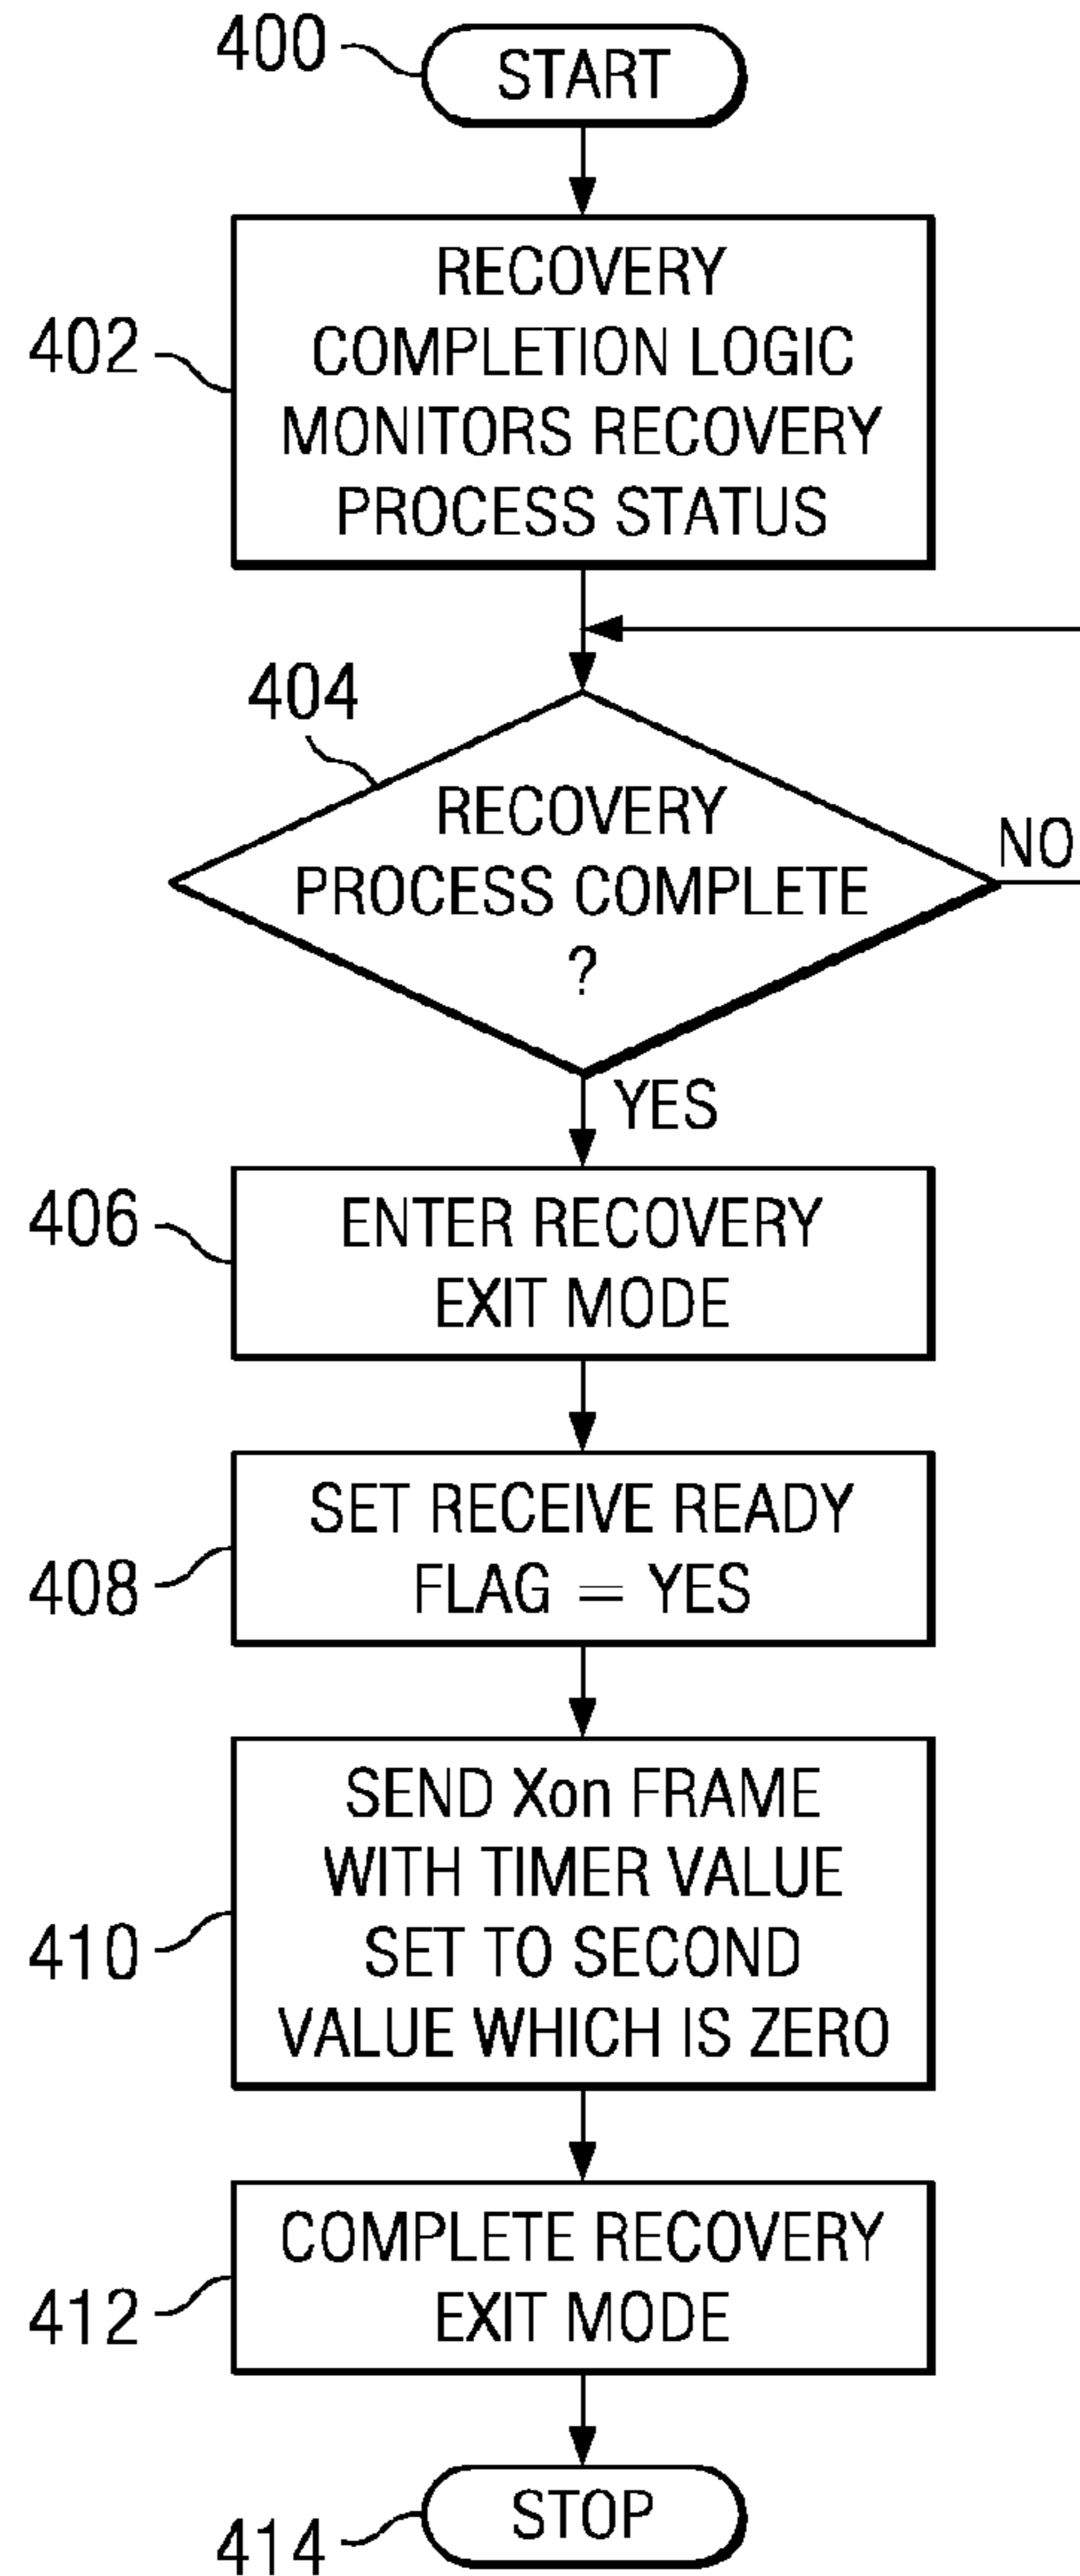 400
START
402
RECOVERY
COMPLETION LOGIC
MONITORS RECOVERY
PROCESS STATUS
404
RECOVERY
PROCESS COMPLETE
?
NO
YES
406
ENTER RECOVERY
EXIT MODE
408
SET RECEIVE READY
FLAG = YES
410
SEND Xon FRAME
WITH TIMER VALUE
SET TO SECOND
VALUE WHICH IS ZERO
412
COMPLETE RECOVERY
EXIT MODE
414
STOP